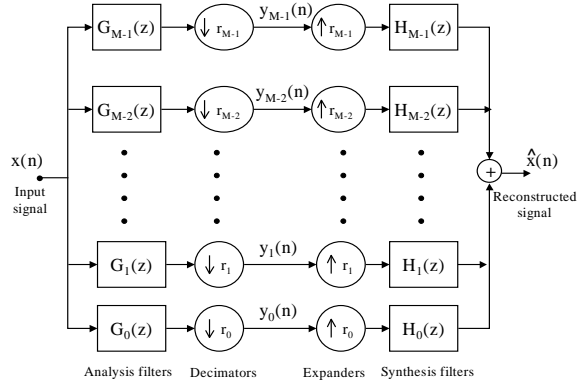 G_{M-1}(z) ↓ r_{M-1} y_{M-1}(n) ↑ r_{M-1} H_{M-1}(z)
G_{M-2}(z) ↓ r_{M-2} y_{M-2}(n) ↑ r_{M-2} H_{M-2}(z)
x(n)
Input
signal
+
x̂(n)
Reconstructed
signal
G_1(z) ↓ r_1 y_1(n) ↑ r_1 H_1(z)
G_0(z) ↓ r_0 y_0(n) ↑ r_0 H_0(z)
Analysis filters Decimators Expanders Synthesis filters